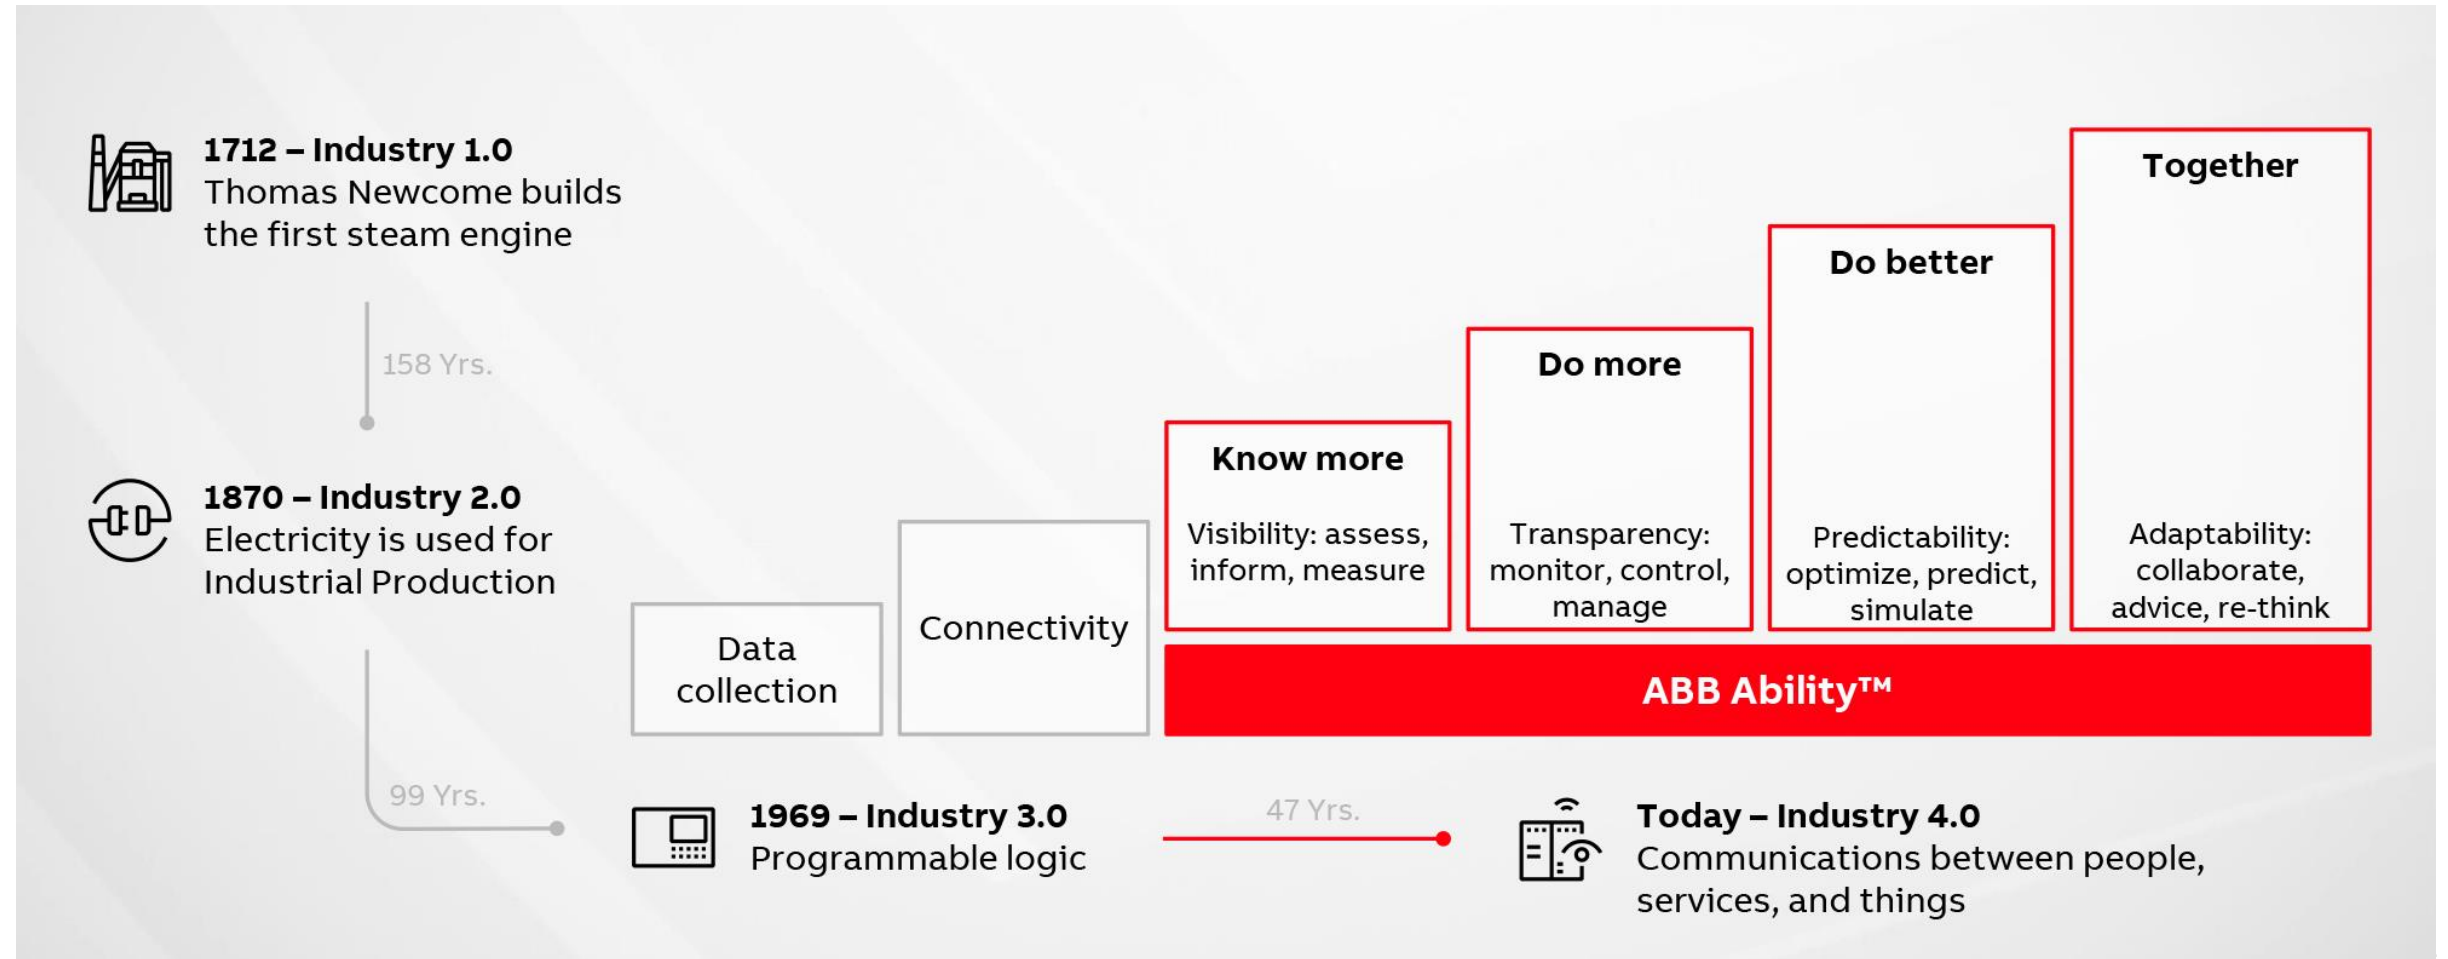 1712 – Industry 1.0
Thomas Newcome builds
the first steam engine
158 Yrs.
1870 – Industry 2.0
Electricity is used for
Industrial Production
99 Yrs.
Data
collection
Connectivity
Know more
Visibility: assess,
inform, measure
Do more
Transparency:
monitor, control,
manage
Do better
Predictability:
optimize, predict,
simulate
Together
Adaptability:
collaborate,
advice, re-think
ABB Ability™
1969 – Industry 3.0
Programmable logic
47 Yrs.
Today – Industry 4.0
Communications between people,
services, and things